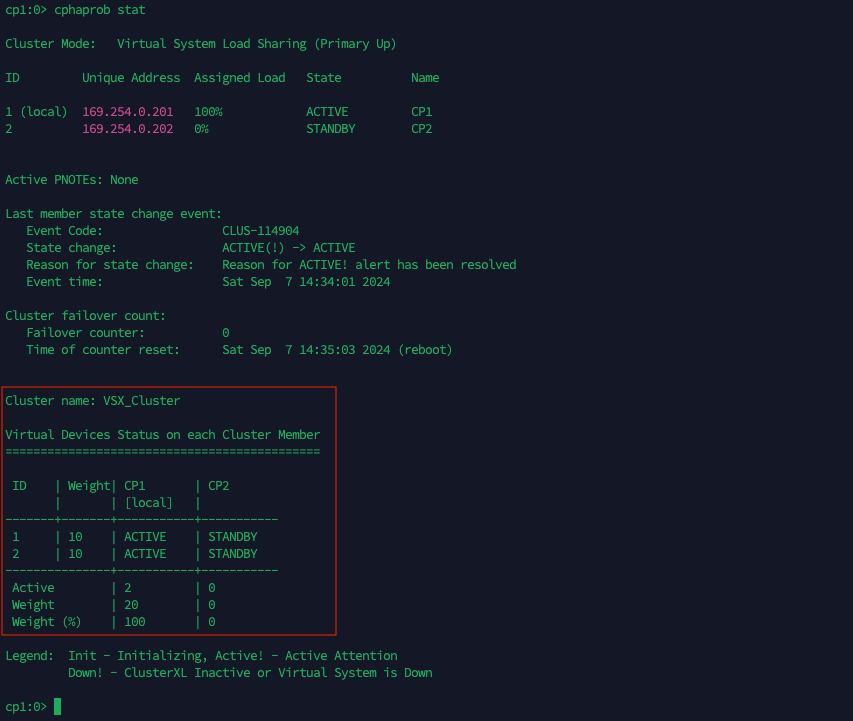 cp1:0> cphaprob stat
Cluster Mode:   Virtual System Load Sharing (Primary Up)
ID         Unique Address  Assigned Load   State          Name
1 (local)  169.254.0.201   100%            ACTIVE         CP1
2          169.254.0.202   0%              STANDBY        CP2
Active PNOTEs: None
Last member state change event:
   Event Code:                 CLUS-114904
   State change:               ACTIVE(!) -> ACTIVE
   Reason for state change:    Reason for ACTIVE! alert has been resolved
   Event time:                 Sat Sep  7 14:34:01 2024
Cluster failover count:
   Failover counter:           0
   Time of counter reset:      Sat Sep  7 14:35:03 2024 (reboot)
Cluster name: VSX_Cluster
Virtual Devices Status on each Cluster Member
=============================================
 ID    | Weight| CP1       | CP2
       |       | [local]   |
-------+-------+-----------+-----------
 1     | 10    | ACTIVE    | STANDBY
 2     | 10    | ACTIVE    | STANDBY
---------------+-----------+-----------
 Active        | 2         | 0
 Weight        | 20        | 0
 Weight (%)    | 100       | 0
Legend:  Init - Initializing, Active! - Active Attention
         Down! - ClusterXL Inactive or Virtual System is Down
cp1:0>